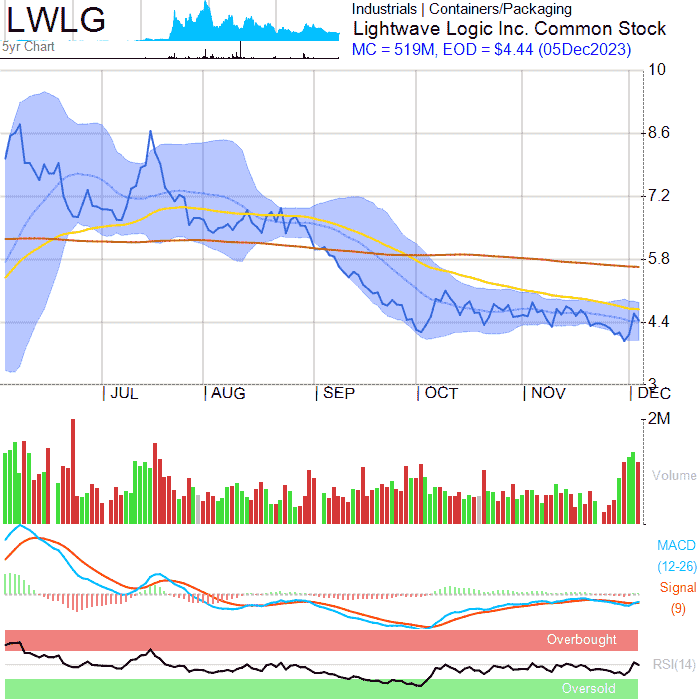 LWLG
5yr Chart
Industrials | Containers/Packaging
Lightwave Logic Inc. Common Stock
MC = 519M, EOD = $4.44 (05Dec2023)
10
8.6
7.2
5.8
4.4
3
JUL AUG SEP OCT NOV DEC
2M
Volume
MACD
(12-26)
Signal
(9)
Overbought
RSI(14)
Oversold